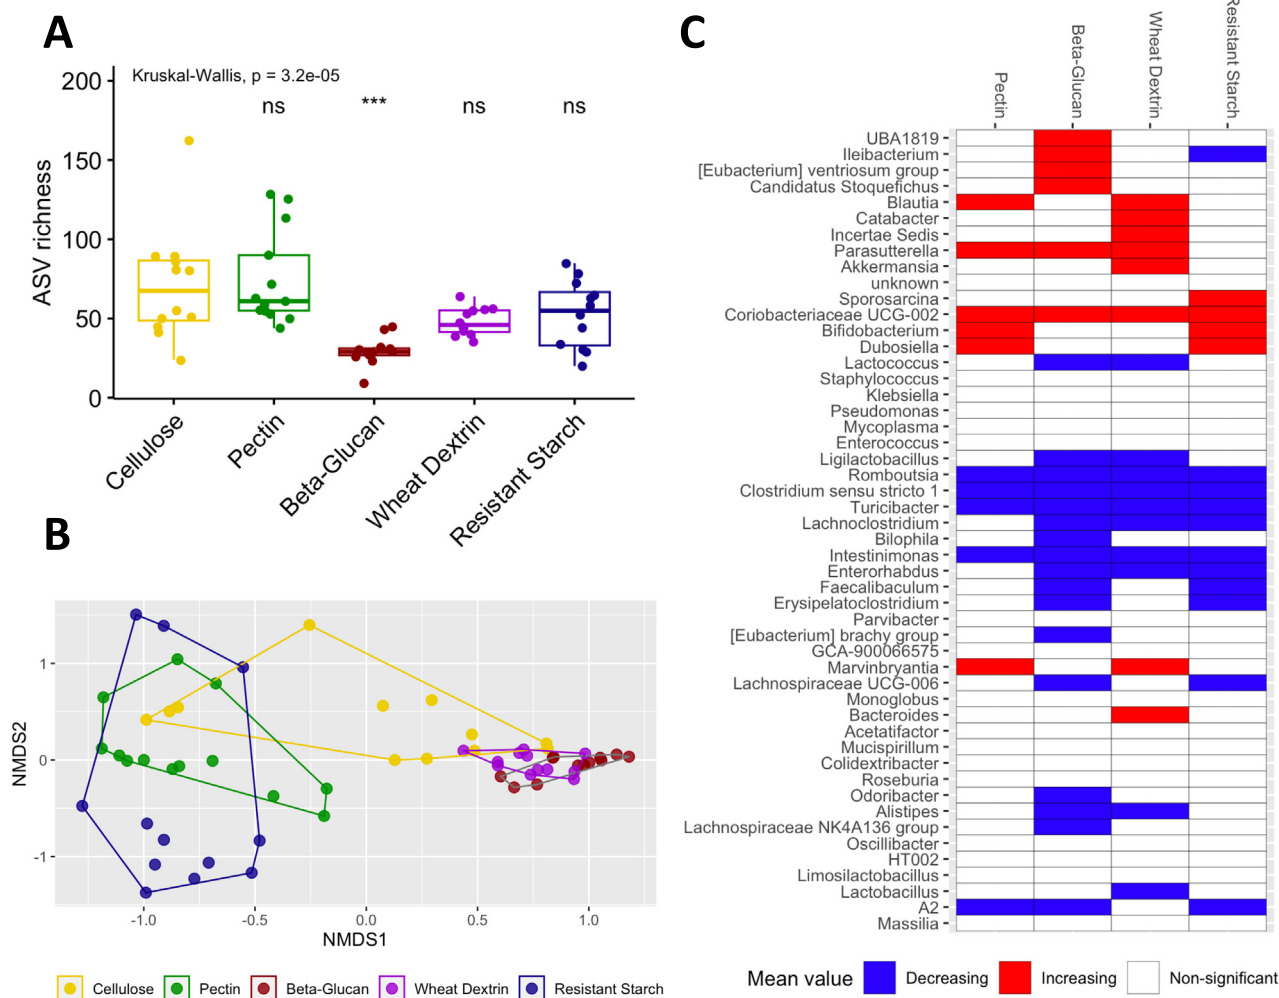 A
Kruskal-Wallis, p = 3.2e-05
ns
***
ns
ns
ASV richness
200
150
100
50
0
Cellulose
Pectin
Beta-Glucan
Wheat Dextrin
Resistant Starch
B
NMDS2
1
0
-1
-1.0
-0.5
0.0
0.5
1.0
NMDS1
Cellulose
Pectin
Beta-Glucan
Wheat Dextrin
Resistant Starch
C
Pectin
Beta-Glucan
Wheat Dextrin
Resistant Starch
UBA1819
Ileibacterium
[Eubacterium] ventriosum group
Candidatus Stoquefichus
Blautia
Catabacter
Incertae Sedis
Parasutterella
Akkermansia
unknown
Sporosarcina
Coriobacteriaceae UCG-002
Bifidobacterium
Dubosiella
Lactococcus
Staphylococcus
Klebsiella
Pseudomonas
Mycoplasma
Enterococcus
Ligilactobacillus
Romboutsia
Clostridium sensu stricto 1
Turicibacter
Lachnoclostridium
Bilophila
Intestinimonas
Enterorhabdus
Faecalibaculum
Erysipelatoclostridium
Parvibacter
[Eubacterium] brachy group
GCA-900066575
Marvinbryantia
Lachnospiraceae UCG-006
Monoglobus
Bacteroides
Acetatifactor
Mucispirillum
Colidextribacter
Roseburia
Odoribacter
Alistipes
Lachnospiraceae NK4A136 group
Oscillibacter
HT002
Limosilactobacillus
Lactobacillus
A2
Massilia
Mean value
Decreasing
Increasing
Non-significant